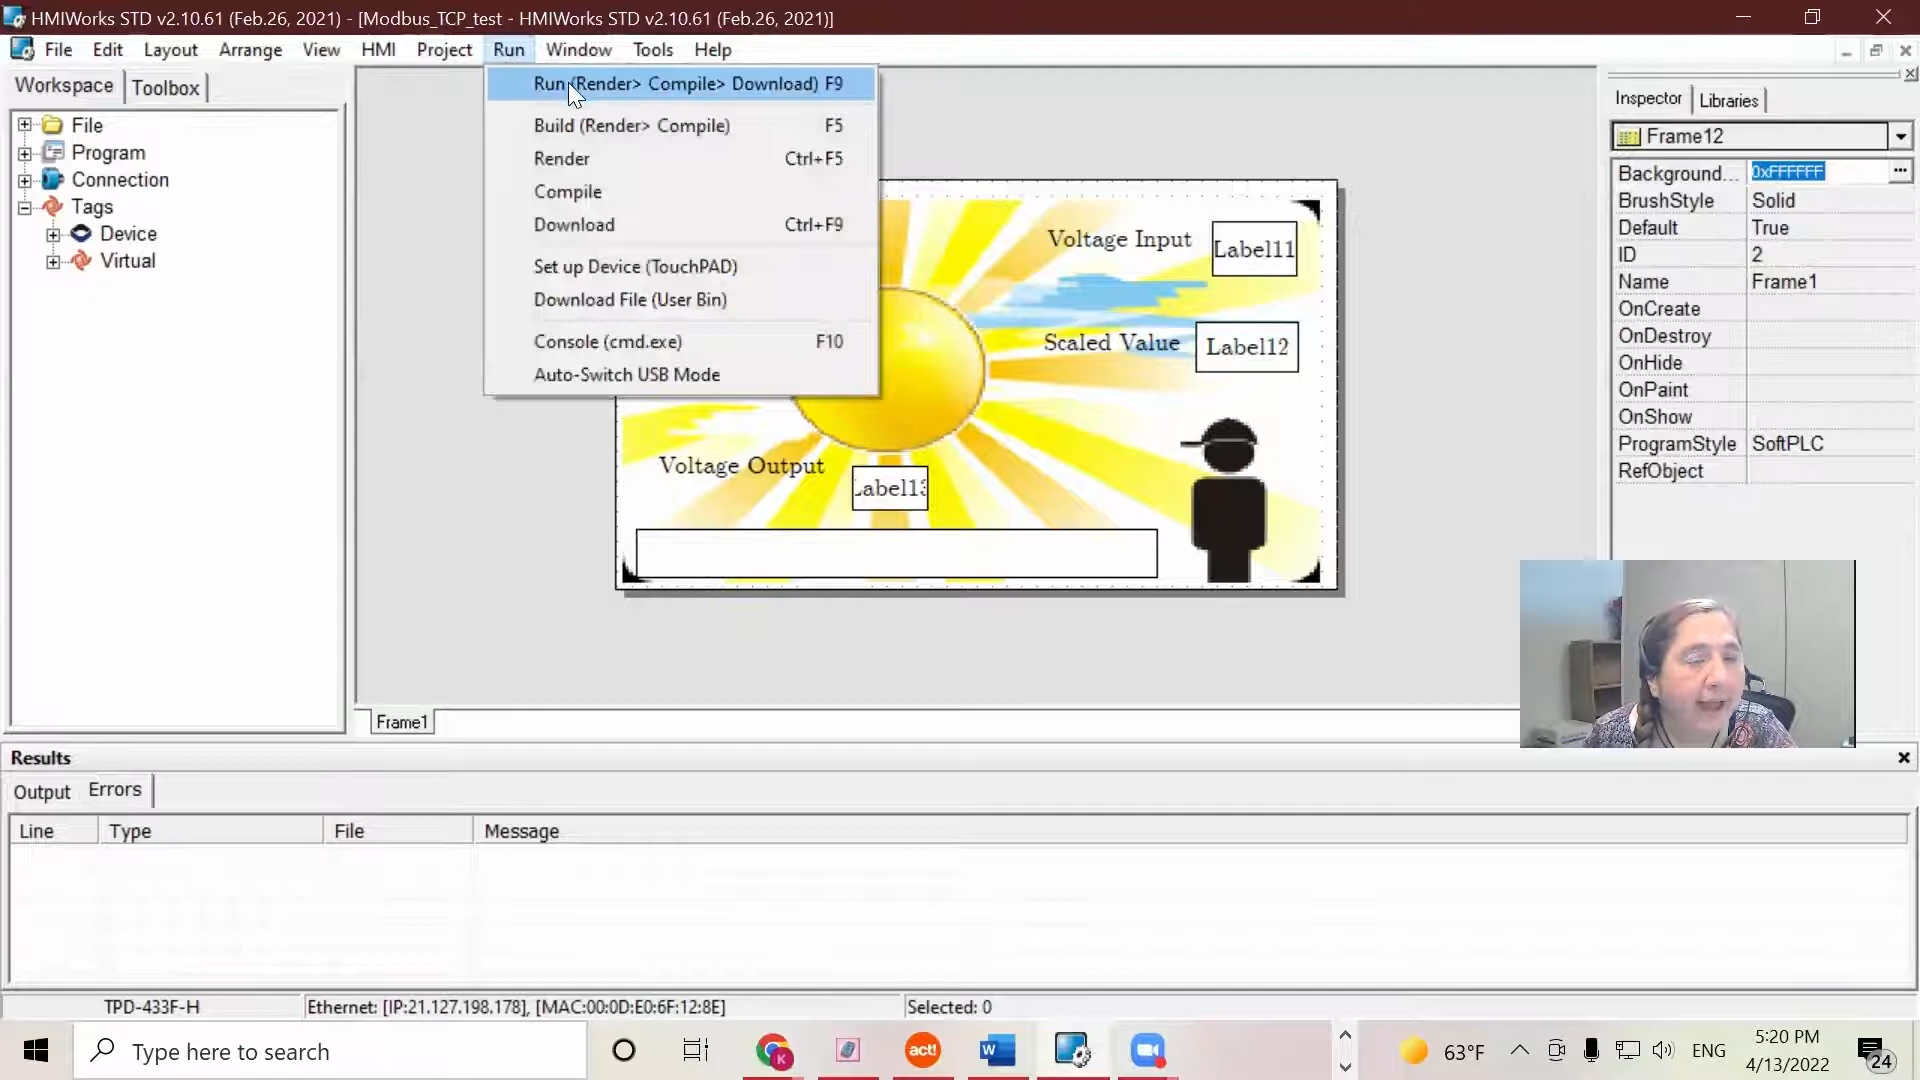 HMIWorks STD v2.10.61 (Feb.26, 2021) - [Modbus_TCP_test - HMIWorks STD v2.10.61 (Feb.26, 2021)]
File Edit Layout Arrange View HMI Project Run Window Tools Help
Workspace Toolbox
File
Program
Connection
Tags
Device
Virtual
Run (Render> Compile> Download) F9
Build (Render> Compile) F5
Render Ctrl+F5
Compile
Download Ctrl+F9
Set up Device (TouchPAD)
Download File (User Bin)
Console (cmd.exe) F10
Auto-Switch USB Mode
Voltage Input Label11
Scaled Value Label12
Voltage Output Label13
Frame1
Inspector Libraries
Frame12
Background... 0xFFFFFF ...
BrushStyle Solid
Default True
ID 2
Name Frame1
OnCreate
OnDestroy
OnHide
OnPaint
OnShow
ProgramStyle SoftPLC
RefObject
Results
Output Errors
Line Type File Message
TPD-433F-H Ethernet: [IP:21.127.198.178], [MAC:00:0D:E0:6F:12:8E] Selected: 0
Type here to search
K
act!
W
63°F
ENG
5:20 PM
4/13/2022
24